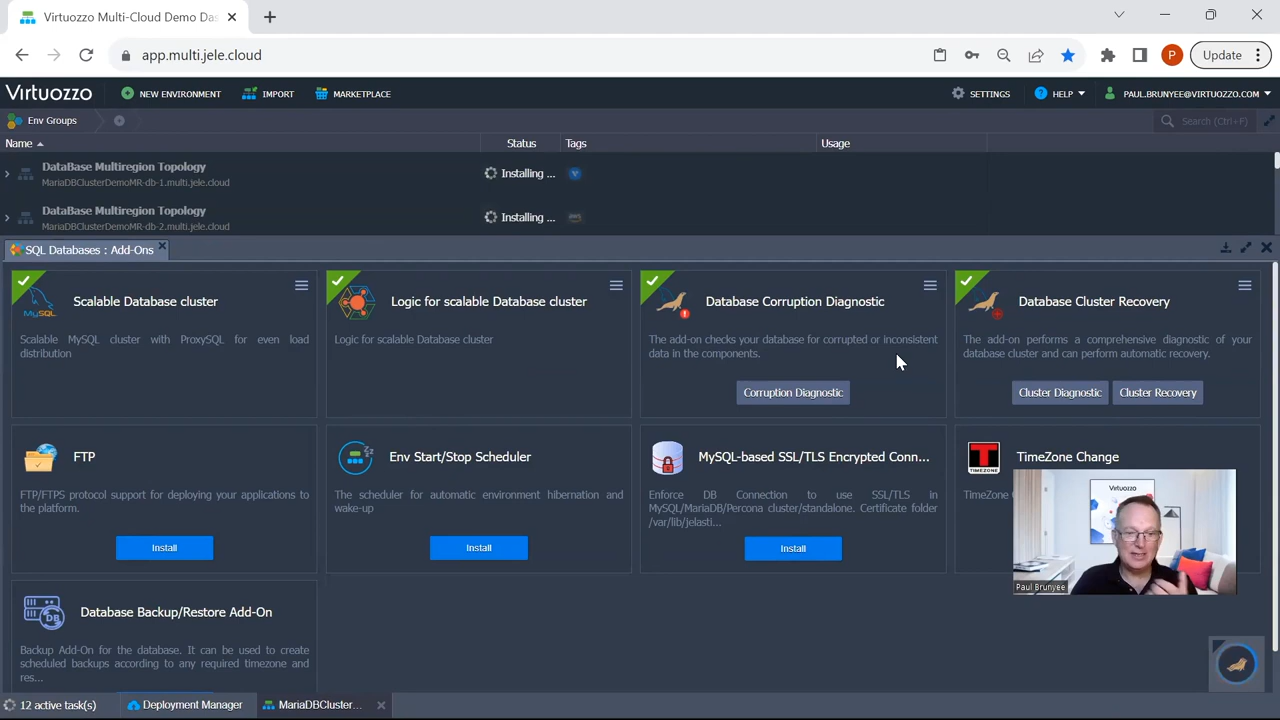 Virtuozzo Multi-Cloud Demo Das
app.multi.jele.cloud
P
Update
Virtuozzo
NEW ENVIRONMENT
IMPORT
MARKETPLACE
SETTINGS
HELP
PAUL.BRUNYEE@VIRTUOZZO.COM
Env Groups
Search (Ctrl+F)
Name
Status
Tags
Usage
DataBase Multiregion Topology
Installing ...
MariaDBClusterDemoMR-db-1.multi.jele.cloud
DataBase Multiregion Topology
Installing ...
MariaDBClusterDemoMR-db-2.multi.jele.cloud
SQL Databases : Add-Ons
MySQL
Scalable Database cluster
Scalable MySQL cluster with ProxySQL for even load
distribution
Logic for scalable Database cluster
Logic for scalable Database cluster
Database Corruption Diagnostic
The add-on checks your database for corrupted or inconsistent
data in the components.
Corruption Diagnostic
Database Cluster Recovery
The add-on performs a comprehensive diagnostic of your
database cluster and can perform automatic recovery.
Cluster Diagnostic
Cluster Recovery
FTP
FTP/FTPS protocol support for deploying your applications to
the platform.
Install
Env Start/Stop Scheduler
The scheduler for automatic environment hibernation and
wake-up
Install
MySQL-based SSL/TLS Encrypted Conn...
Enforce DB Connection to use SSL/TLS in
MySQL/MariaDB/Percona cluster/standalone. Certificate folder
/var/lib/jelasti...
Install
TIMEZONE
TimeZone Change
Virtuozzo
Paul Brunyee
DB
Database Backup/Restore Add-On
Backup Add-On for the database. It can be used to create
scheduled backups according to any required timezone and
res...
12 active task(s)
Deployment Manager
MariaDBCluster...